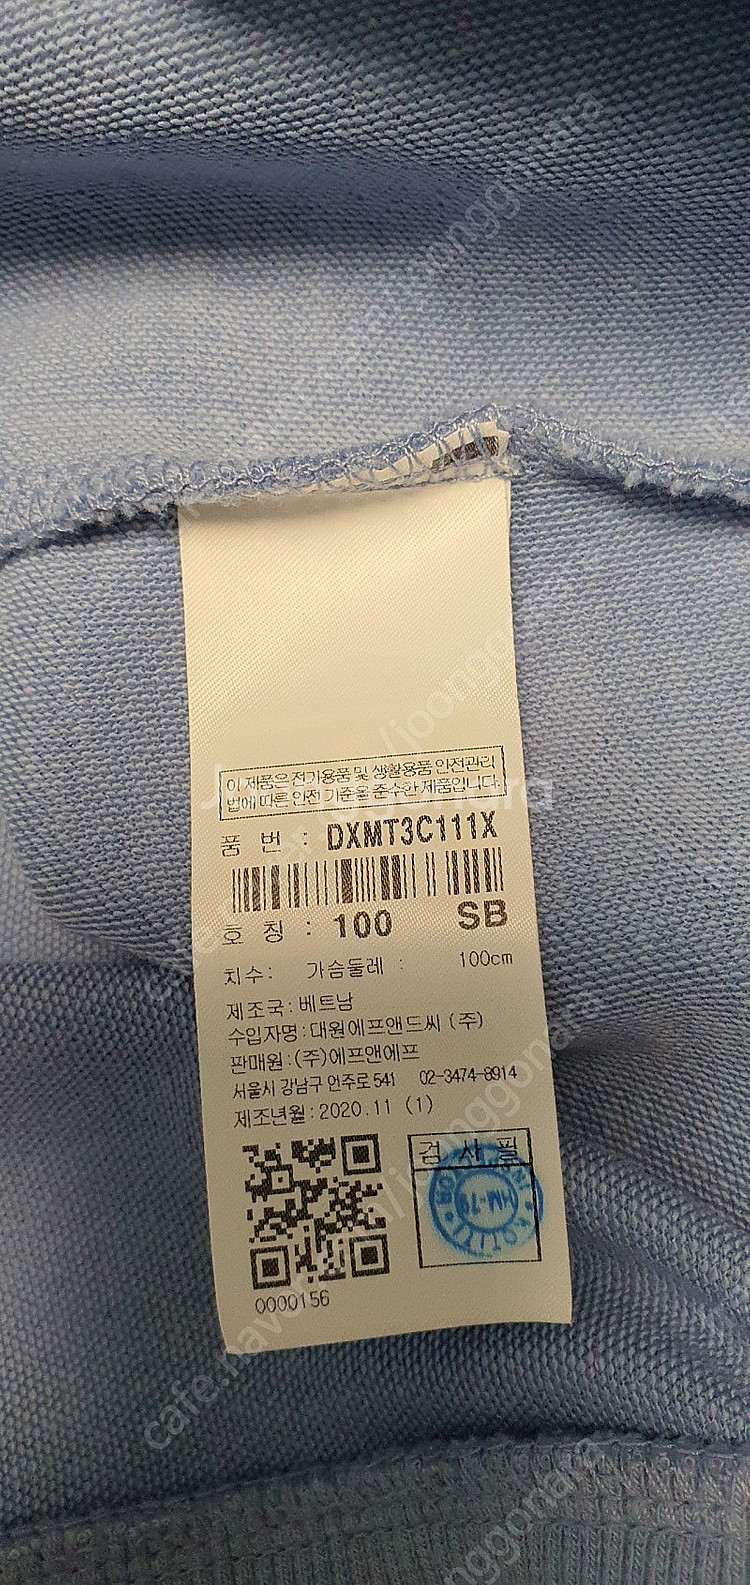 이 제품은 전기용품 및 생활용품 안전관리
법에 따른 안전 기준을 준수한 제품입니다.
품 번 : DXMT3C111X
호 칭 : 100 SB
치수: 가슴둘레 : 100cm
제조국: 베트남
수입자명: 대원에프앤드씨 (주)
판매원: (주)에프앤에프
서울시 강남구 언주로 541 02-3474-8914
제조년월: 2020.11 (1)
검 사 필
0000156
cafe.naver.com/joonggonara